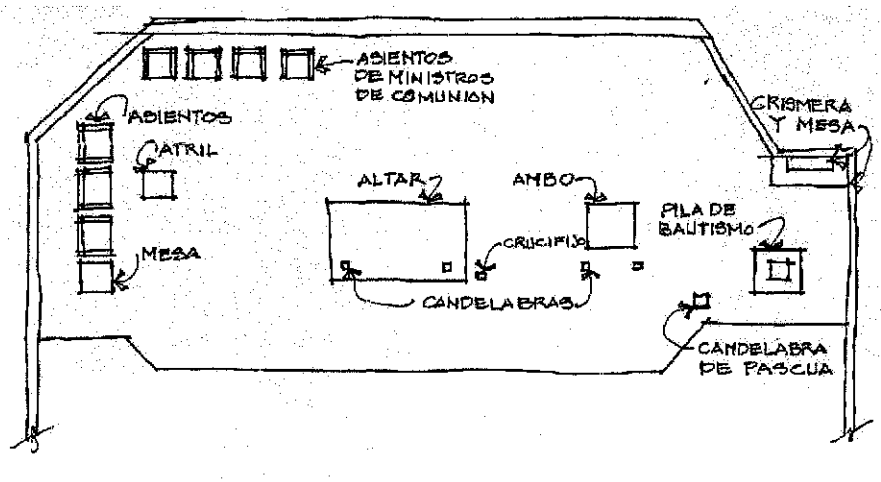 ASIENTOS
DE MINISTROS
DE COMUNION
ASIENTOS
CRISMERA
Y MESA
ATRIL
ALTAR
AMBO
PILA DE
BAUTISMO
MESA
CRUCIFIJO
CANDELABRAS
CANDELABRA
DE PASCUA